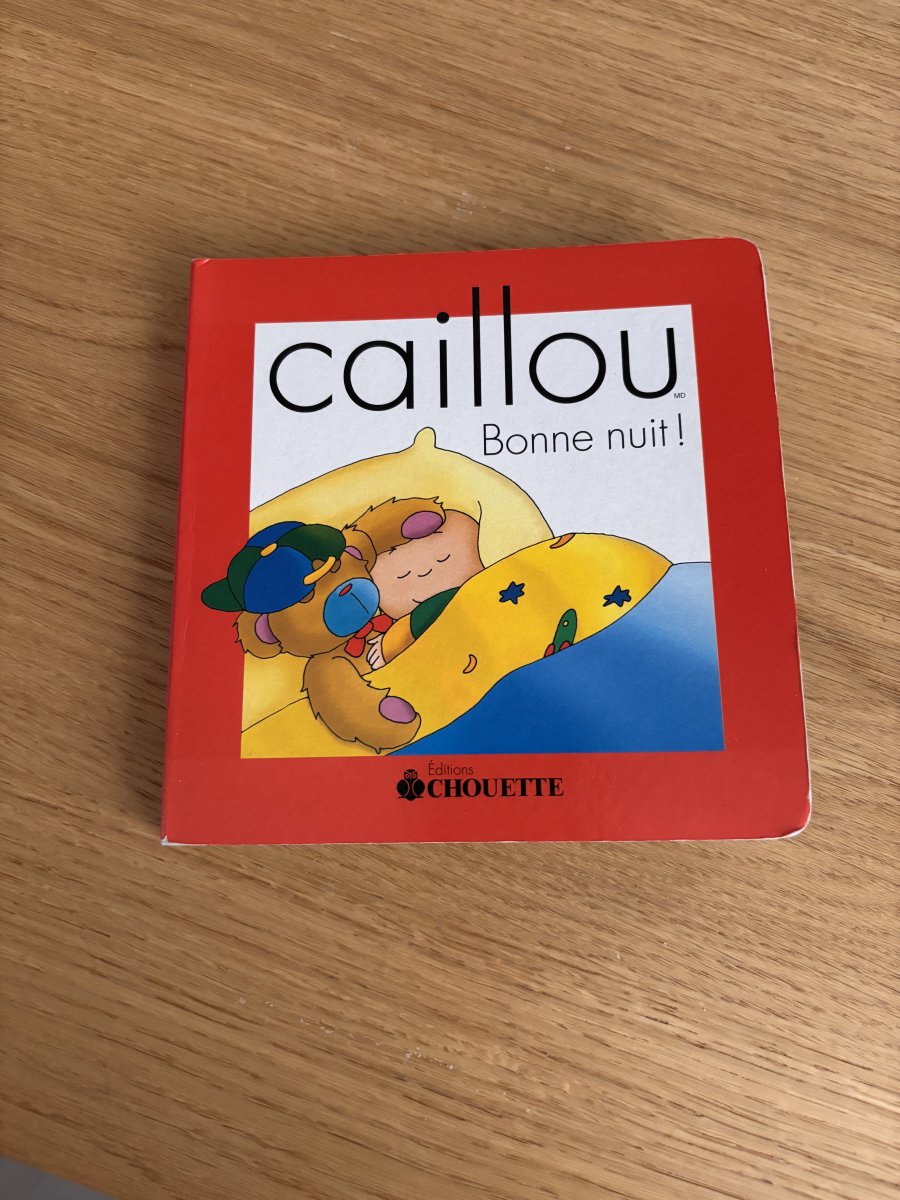 caillou
MD
Bonne nuit !
Éditions
CHOUETTE